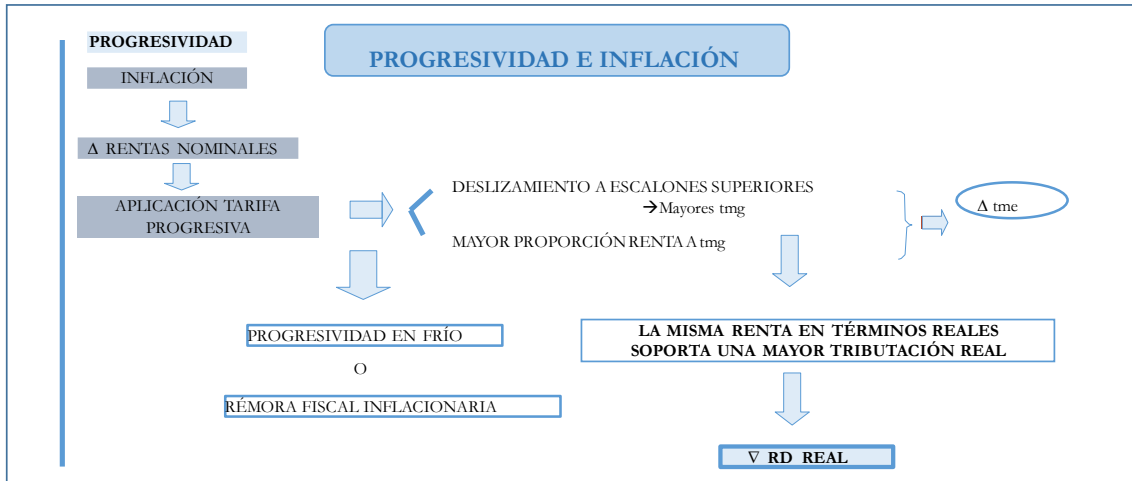 PROGRESIVIDAD
PROGRESIVIDAD E INFLACIÓN
INFLACIÓN
Δ RENTAS NOMINALES
APLICACIÓN TARIFA
PROGRESIVA
DESLIZAMIENTO A ESCALONES SUPERIORES
→Mayores tmg
MAYOR PROPORCIÓN RENTA A tmg
Δ tme
PROGRESIVIDAD EN FRÍO
O
RÉMORA FISCAL INFLACIONARIA
LA MISMA RENTA EN TÉRMINOS REALES
SOPORTA UNA MAYOR TRIBUTACIÓN REAL
∇ RD REAL